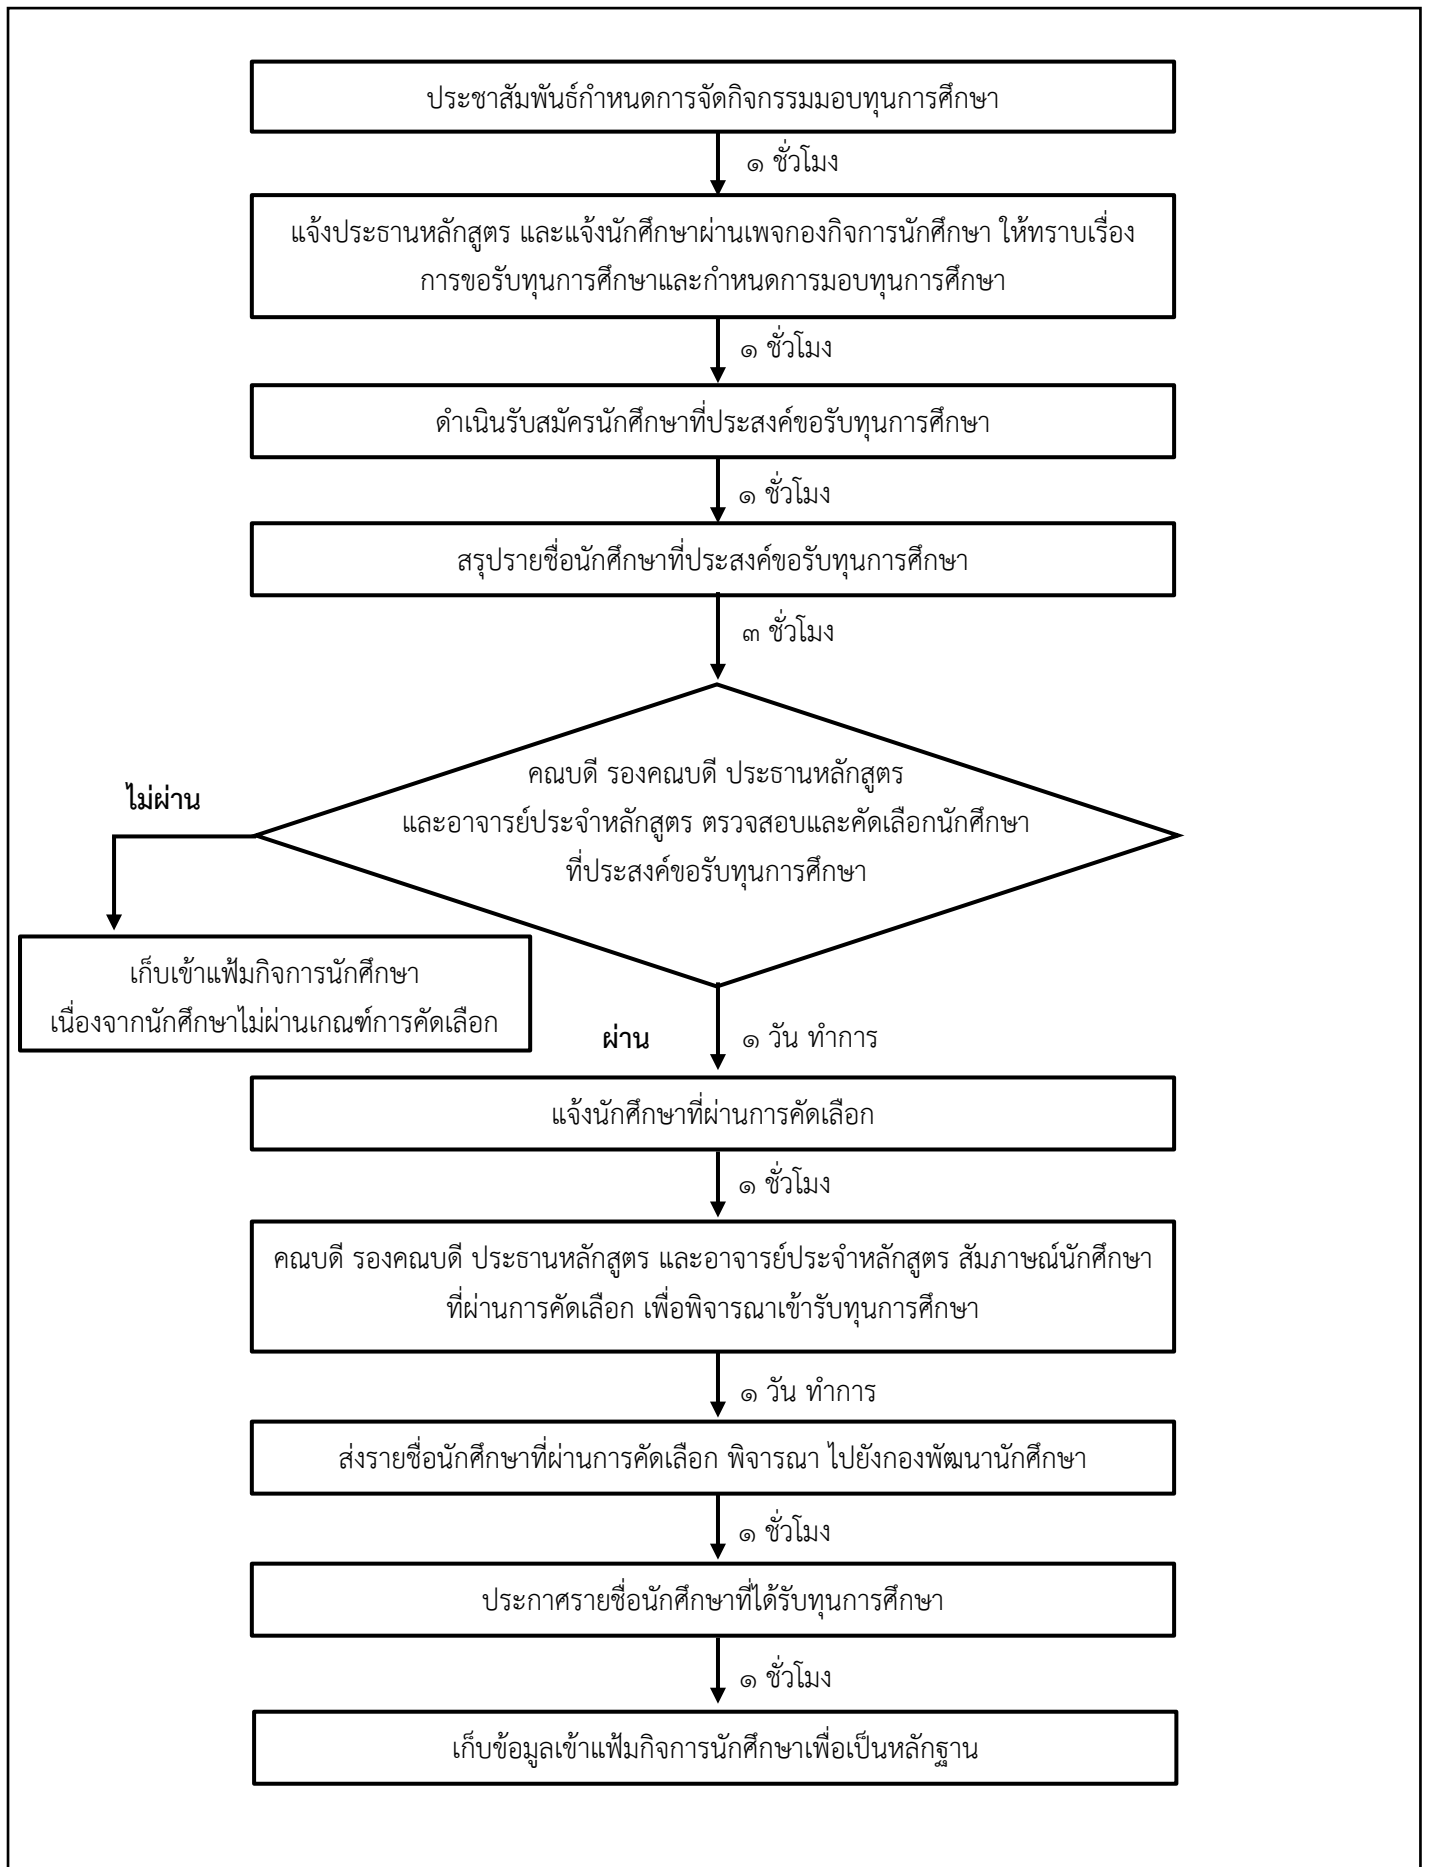 ประชาสัมพันธ์กำหนดการจัดกิจกรรมมอบทุนการศึกษา
๑ ชั่วโมง
แจ้งประธานหลักสูตร และแจ้งนักศึกษาผ่านเพจกองกิจการนักศึกษา ให้ทราบเรื่อง
การขอรับทุนการศึกษาและกำหนดการมอบทุนการศึกษา
๑ ชั่วโมง
ดำเนินรับสมัครนักศึกษาที่ประสงค์ขอรับทุนการศึกษา
๑ ชั่วโมง
สรุปรายชื่อนักศึกษาที่ประสงค์ขอรับทุนการศึกษา
๓ ชั่วโมง
คณบดี รองคณบดี ประธานหลักสูตร
และอาจารย์ประจำหลักสูตร ตรวจสอบและคัดเลือกนักศึกษา
ที่ประสงค์ขอรับทุนการศึกษา
ไม่ผ่าน
เก็บเข้าแฟ้มกิจการนักศึกษา
เนื่องจากนักศึกษาไม่ผ่านเกณฑ์การคัดเลือก
ผ่าน
๑ วัน ทำการ
แจ้งนักศึกษาที่ผ่านการคัดเลือก
๑ ชั่วโมง
คณบดี รองคณบดี ประธานหลักสูตร และอาจารย์ประจำหลักสูตร สัมภาษณ์นักศึกษา
ที่ผ่านการคัดเลือก เพื่อพิจารณาเข้ารับทุนการศึกษา
๑ วัน ทำการ
ส่งรายชื่อนักศึกษาที่ผ่านการคัดเลือก พิจารณา ไปยังกองพัฒนานักศึกษา
๑ ชั่วโมง
ประกาศรายชื่อนักศึกษาที่ได้รับทุนการศึกษา
๑ ชั่วโมง
เก็บข้อมูลเข้าแฟ้มกิจการนักศึกษาเพื่อเป็นหลักฐาน